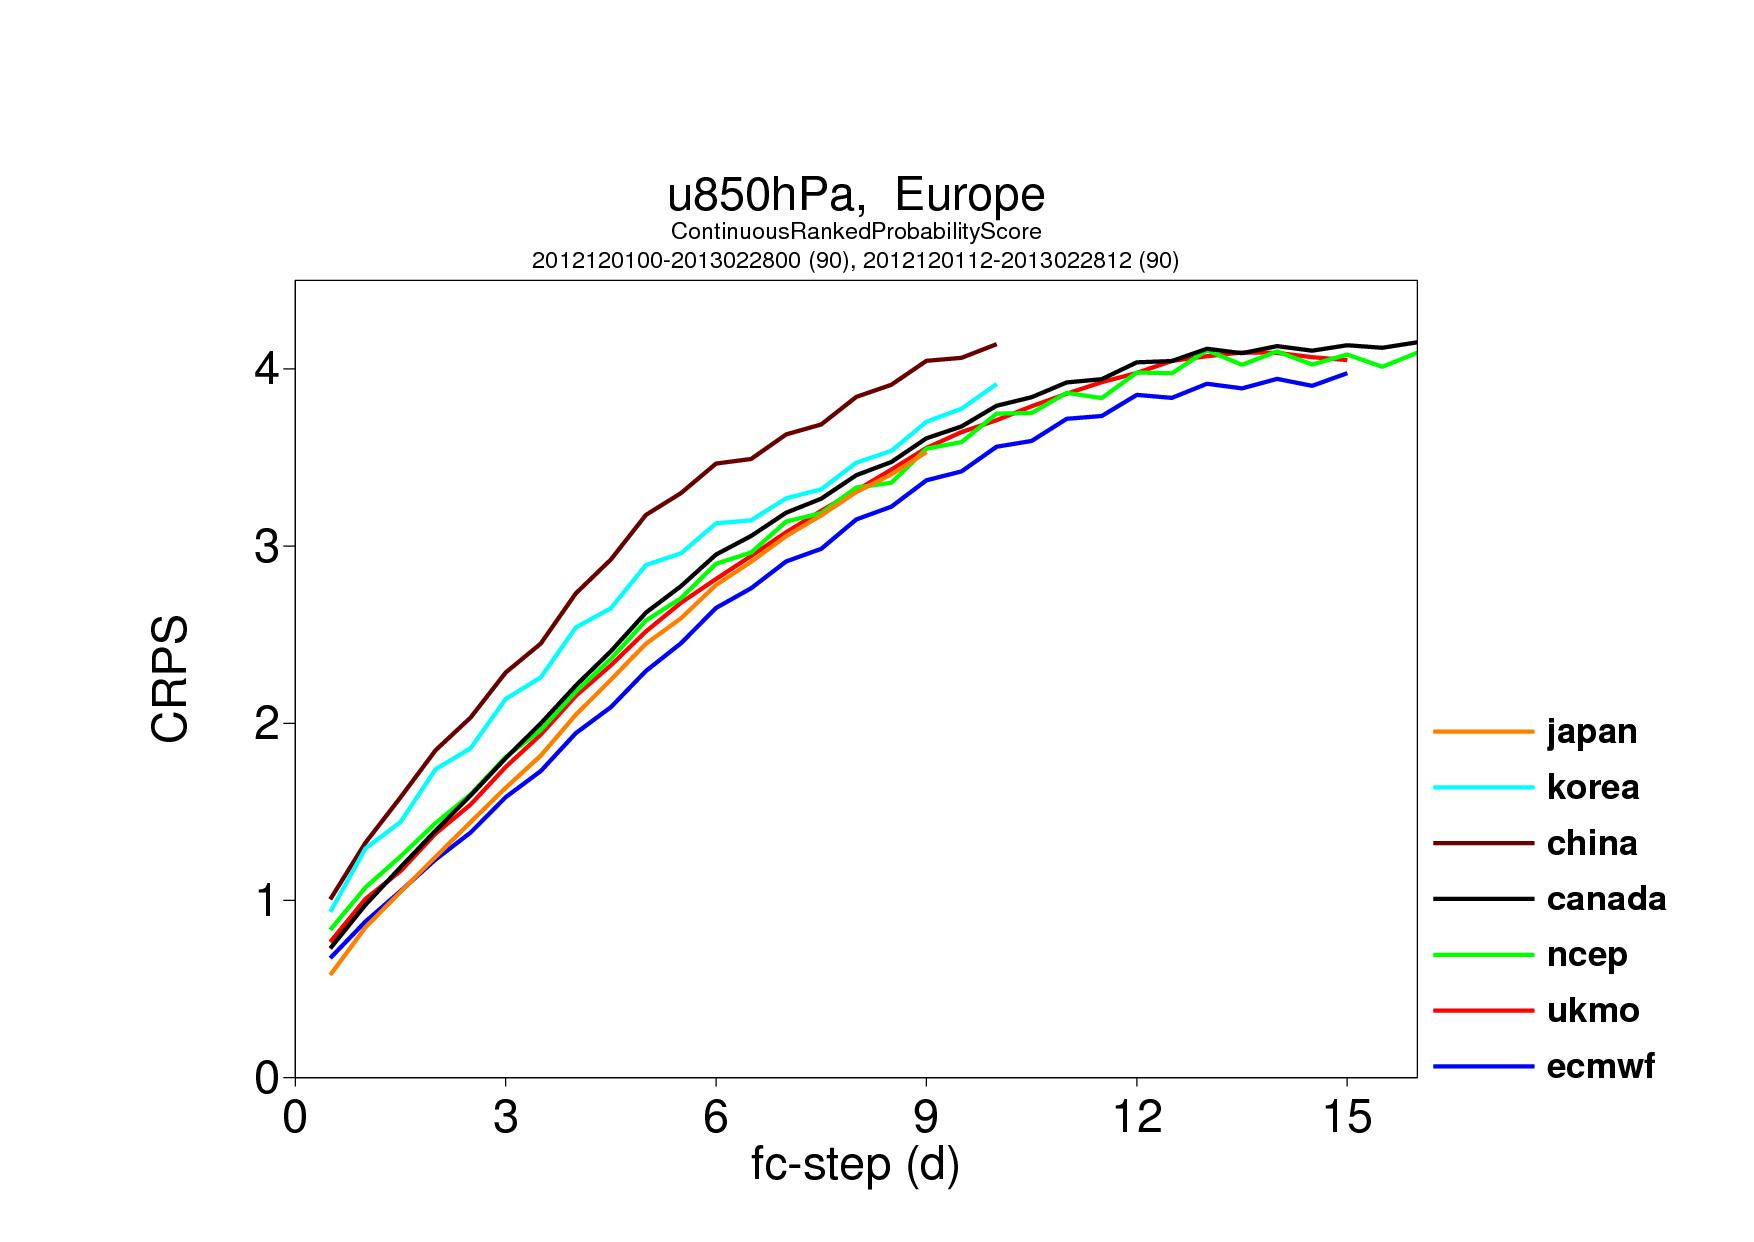 u850hPa, Europe
ContinuousRankedProbabilityScore
2012120100-2013022800 (90), 2012120112-2013022812 (90)
4
3
2
1
0
CRPS
0 3 6 9 12 15
fc-step (d)
japan
korea
china
canada
ncep
ukmo
ecmwf